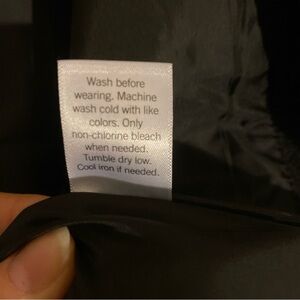 Wash before
wearing. Machine
wash cold with like
colors. Only
non-chlorine bleach
when needed.
Tumble dry low.
Cool iron if needed.